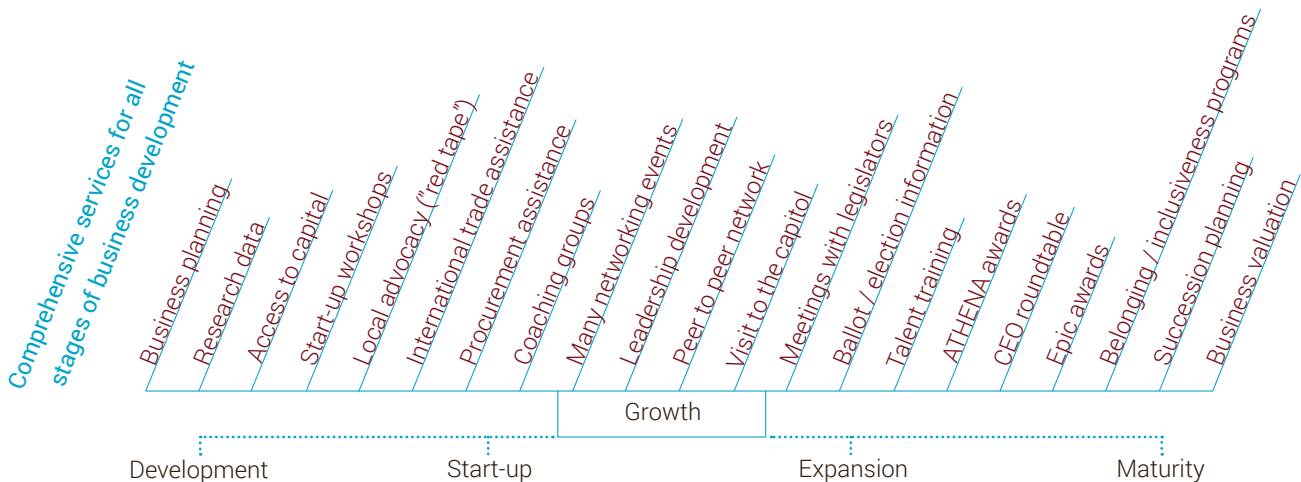 Comprehensive services for all
stages of business development
Business planning
Research data
Access to capital
Start-up workshops
Local advocacy ("red tape")
International trade assistance
Procurement assistance
Coaching groups
Many networking events
Leadership development
Peer to peer network
Visit to the capitol
Meetings with legislators
Ballot / election information
Talent training
ATHENA awards
CEO roundtable
Epic awards
Belonging / inclusiveness programs
Succession planning
Business valuation
Growth
Development
Start-up
Expansion
Maturity